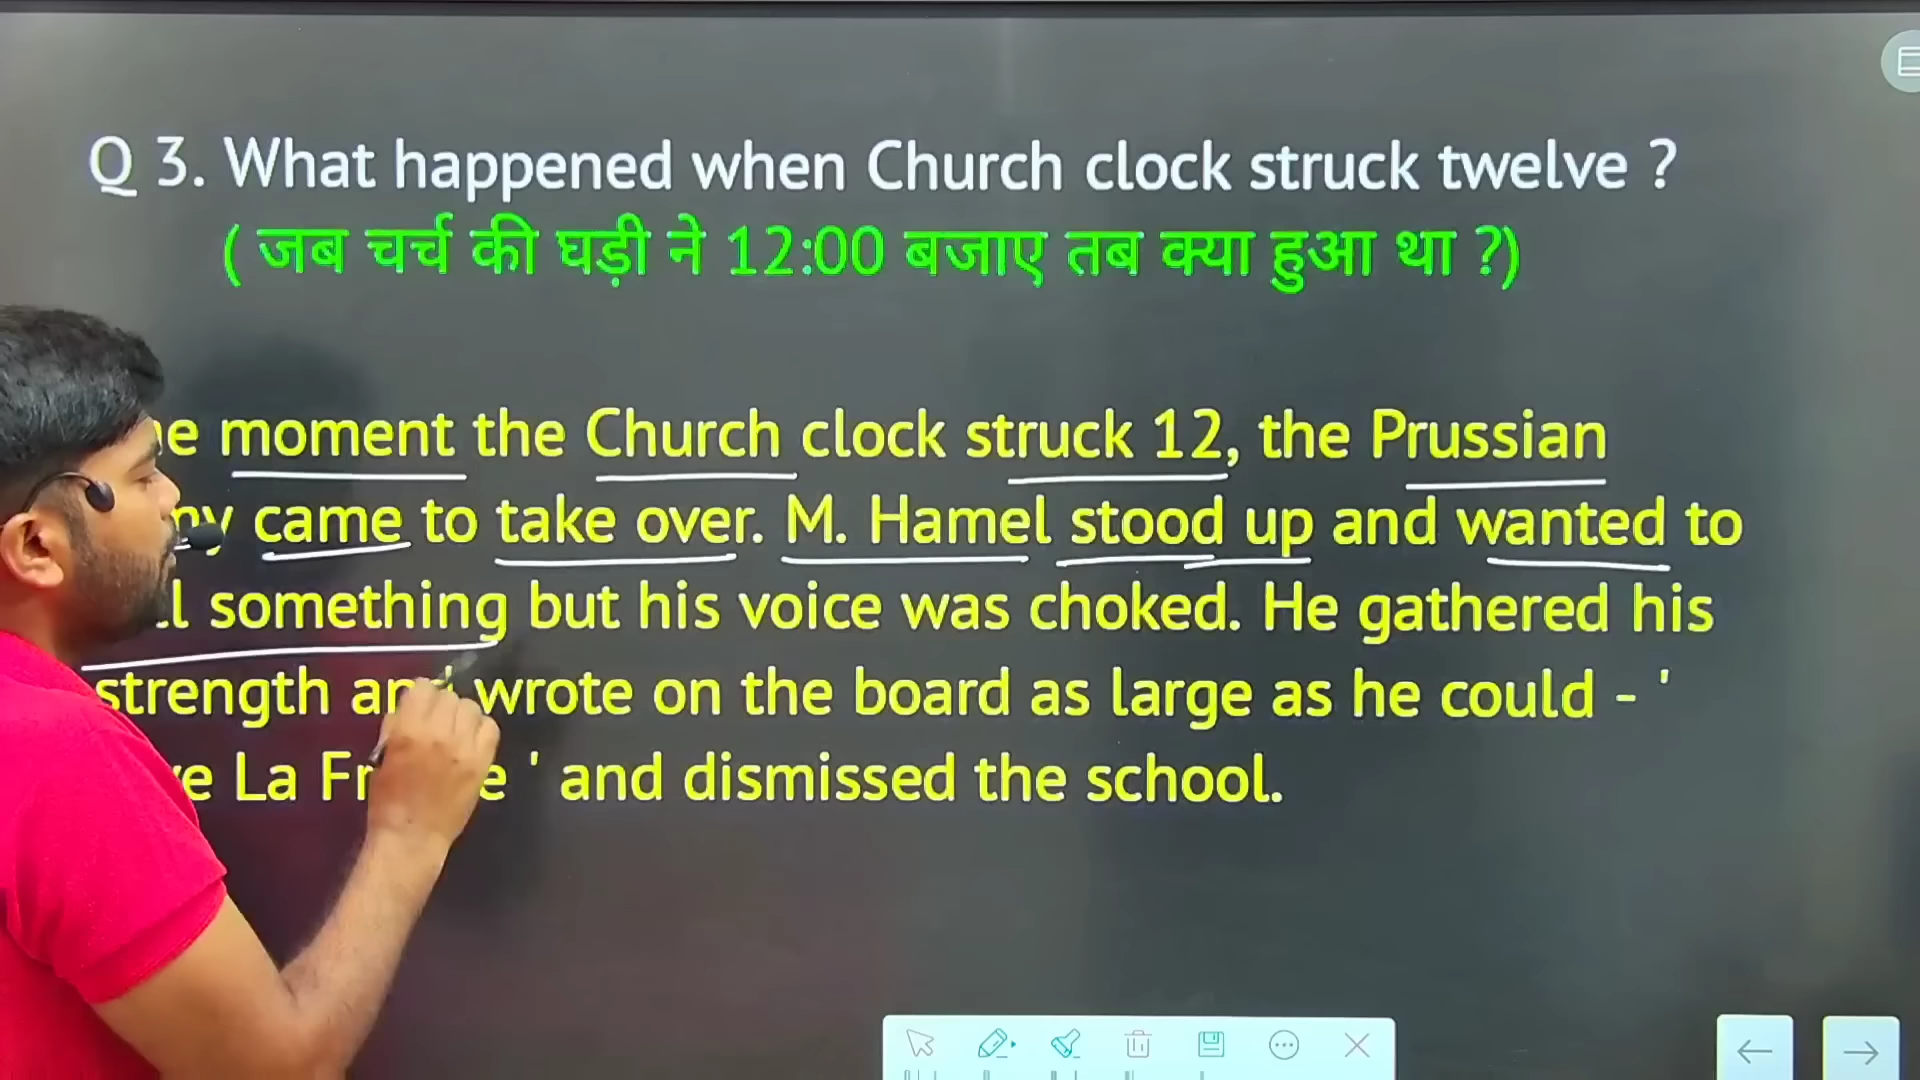 Q 3. What happened when Church clock struck twelve ?
( जब चर्च की घड़ी ने 12:00 बजाए तब क्या हुआ था ?)
moment the Church clock struck 12, the Prussian
came to take over. M. Hamel stood up and wanted to
something but his voice was choked. He gathered his
strength and wrote on the board as large as he could - '
La ' and dismissed the school.